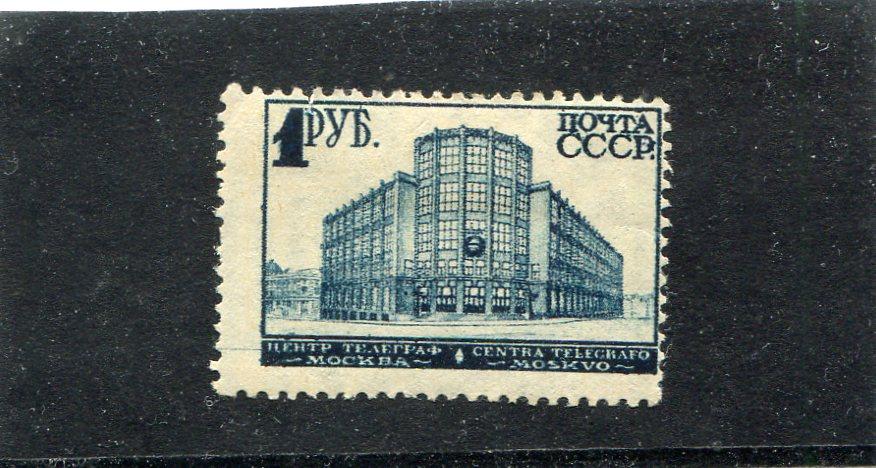 1 РУБ.
ПОЧТА
СССР.
ЦЕНТР ТЕЛЕГРАФ
МОСКВА
CENTRA TELEGRAFO
MOSKVO